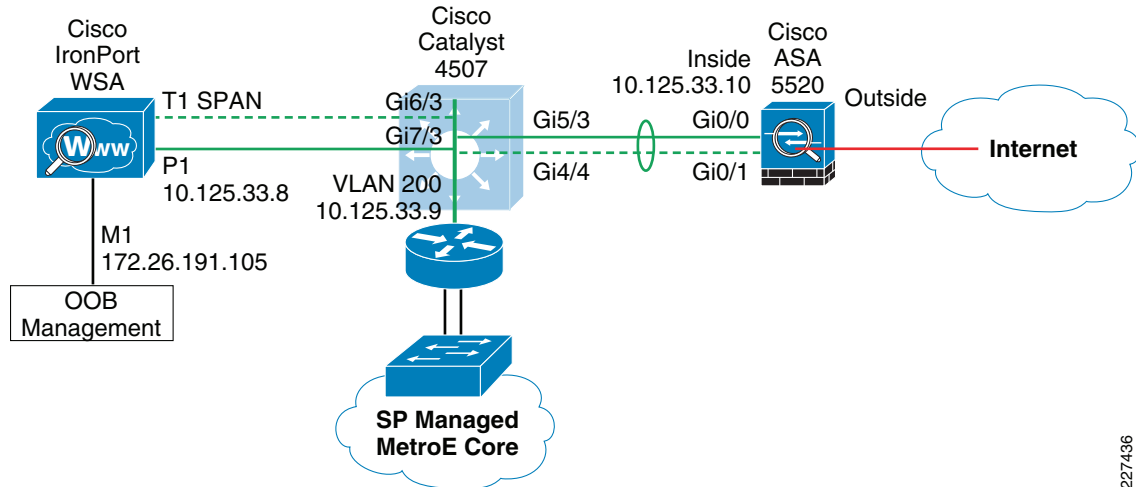 Cisco
IronPort
WSA
Cisco
Catalyst
4507
Cisco
ASA
5520
Inside
10.125.33.10
Outside
T1 SPAN
Gi6/3
Gi5/3
Gi0/0
Www
Gi7/3
Internet
P1
10.125.33.8
Gi4/4
Gi0/1
VLAN 200
10.125.33.9
M1
172.26.191.105
OOB
Management
SP Managed
MetroE Core
227436